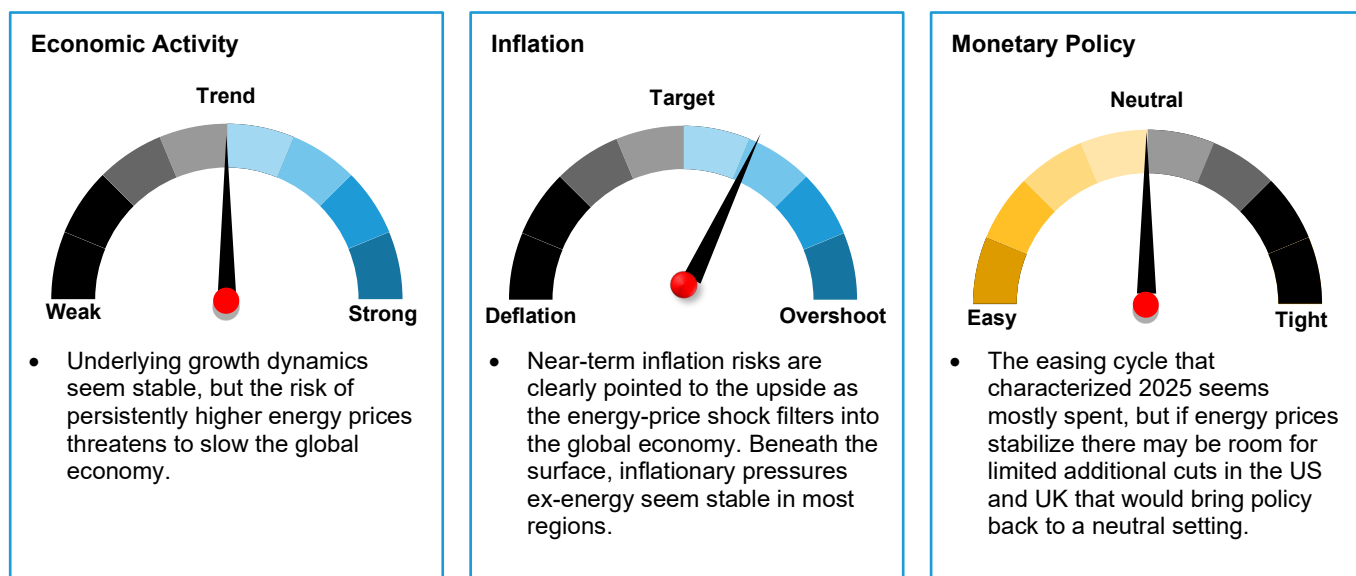 Economic Activity
Trend
Weak
Strong
• Underlying growth dynamics
seem stable, but the risk of
persistently higher energy prices
threatens to slow the global
economy.
Inflation
Target
Deflation
Overshoot
• Near-term inflation risks are
clearly pointed to the upside as
the energy-price shock filters into
the global economy. Beneath the
surface, inflationary pressures
ex-energy seem stable in most
regions.
Monetary Policy
Neutral
Easy
Tight
• The easing cycle that
characterized 2025 seems
mostly spent, but if energy prices
stabilize there may be room for
limited additional cuts in the US
and UK that would bring policy
back to a neutral setting.